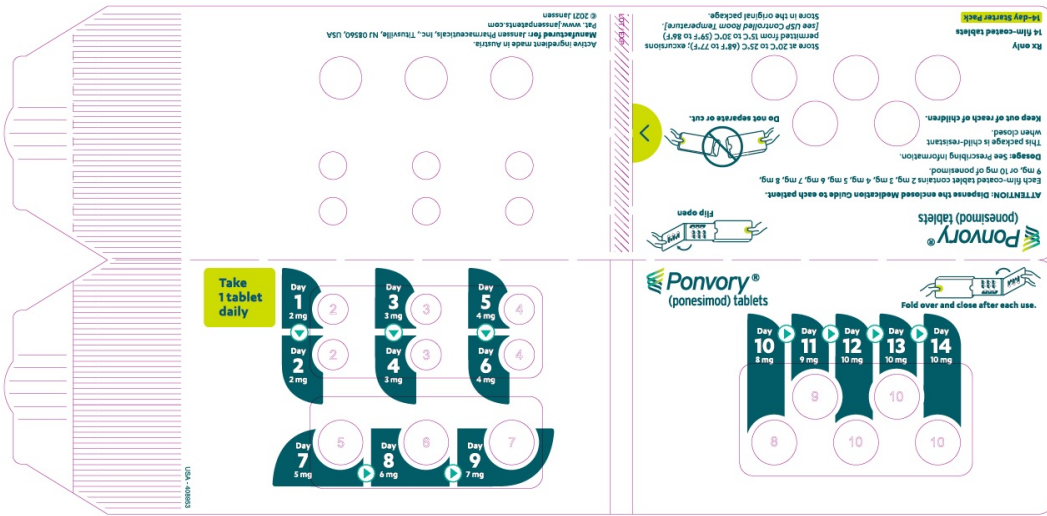 14-day Starter Pack
14 film-coated tablets
Rx only
Store at 20°C to 25°C (68°F to 77°F); excursions
permitted from 15°C to 30°C (59°F to 86°F)
[see USP Controlled Room Temperature].
Store in the original package.
Keep out of reach of children.
This package is child-resistant
when closed.
Do not separate or cut.
Dosage: See Prescribing Information.
Each film-coated tablet contains 2 mg, 3 mg, 4 mg, 5 mg, 6 mg, 7 mg, 8 mg,
9 mg, or 10 mg of ponesimod.
ATTENTION: Dispense the enclosed Medication Guide to each patient.
Flip open
Ponvory®
(ponesimod) tablets
Active ingredient made in Austria.
Manufactured for: Janssen Pharmaceuticals, Inc., Titusville, NJ 08560, USA
Pat. www.janssenpatents.com
© 2021 Janssen
LOT EXP.
Take
1 tablet
daily
Day
1
2 mg
2
Day
2
2 mg
2
Day
3
3 mg
3
Day
4
3 mg
3
Day
5
4 mg
4
Day
6
4 mg
4
Day
7
5 mg
5
Day
8
6 mg
6
Day
9
7 mg
7
Ponvory®
(ponesimod) tablets
Fold over and close after each use.
Day
10
8 mg
8
Day
11
9 mg
9
Day
12
10 mg
10
Day
13
10 mg
10
Day
14
10 mg
10
USA - 408953